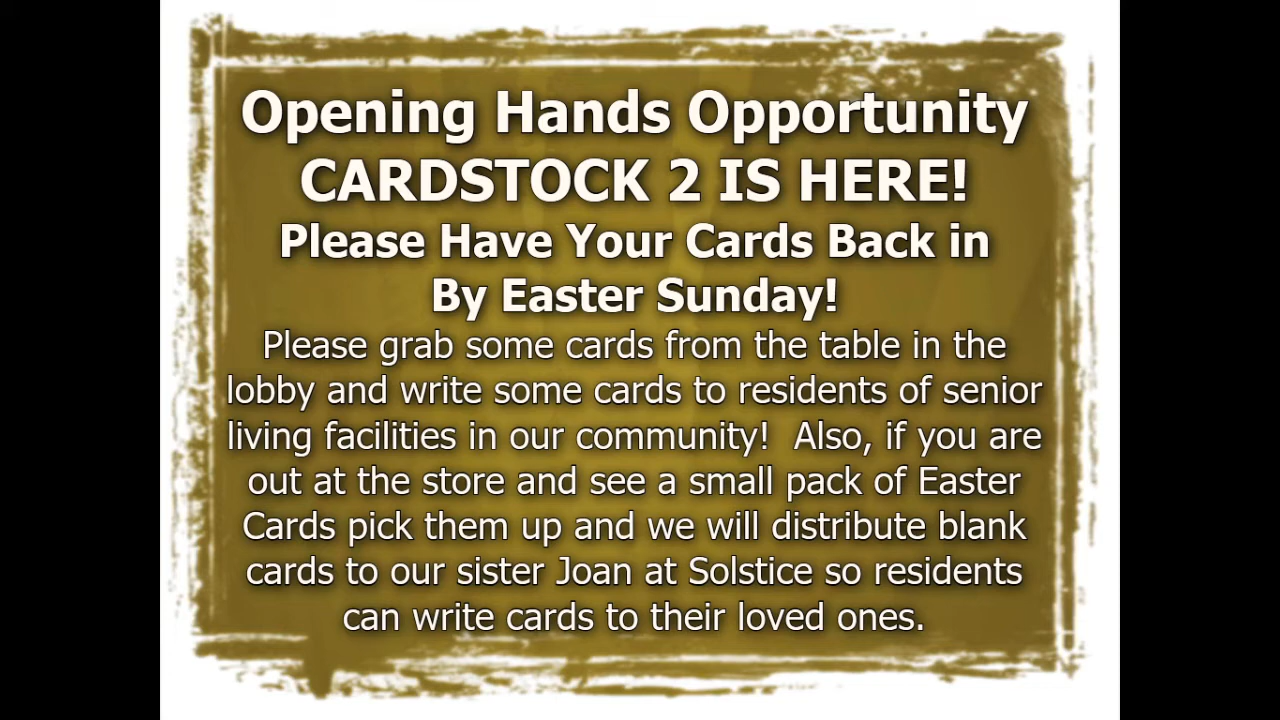 Opening Hands Opportunity
CARDSTOCK 2 IS HERE!
Please Have Your Cards Back in
By Easter Sunday!
Please grab some cards from the table in the
lobby and write some cards to residents of senior
living facilities in our community!  Also, if you are
out at the store and see a small pack of Easter
Cards pick them up and we will distribute blank
cards to our sister Joan at Solstice so residents
can write cards to their loved ones.